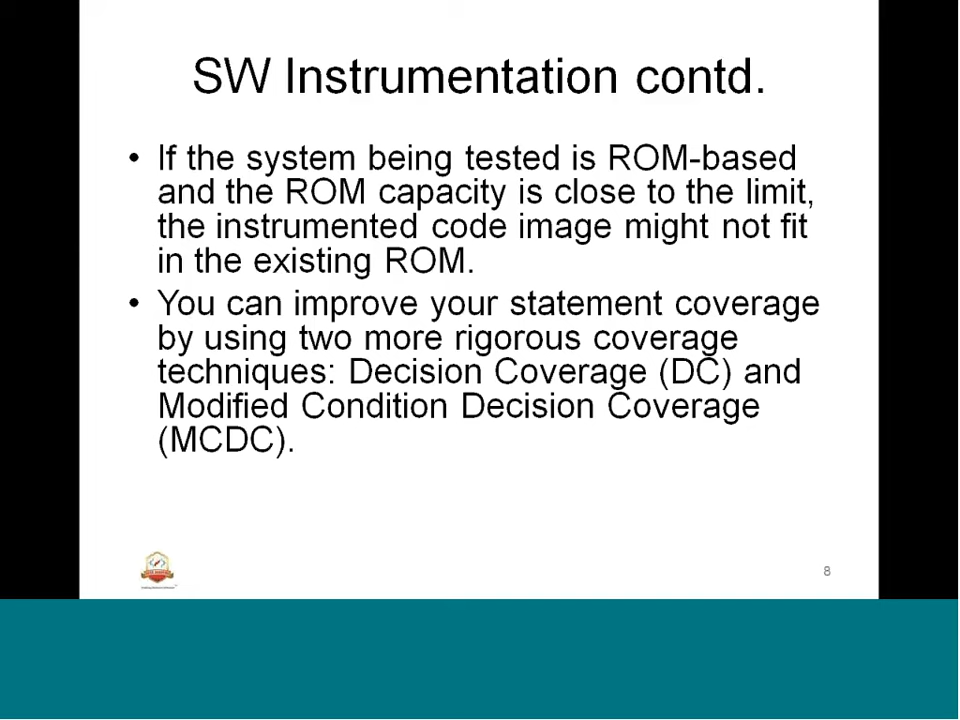 SW Instrumentation contd.
• If the system being tested is ROM-based
and the ROM capacity is close to the limit,
the instrumented code image might not fit
in the existing ROM.
• You can improve your statement coverage
by using two more rigorous coverage
techniques: Decision Coverage (DC) and
Modified Condition Decision Coverage
(MCDC).
8